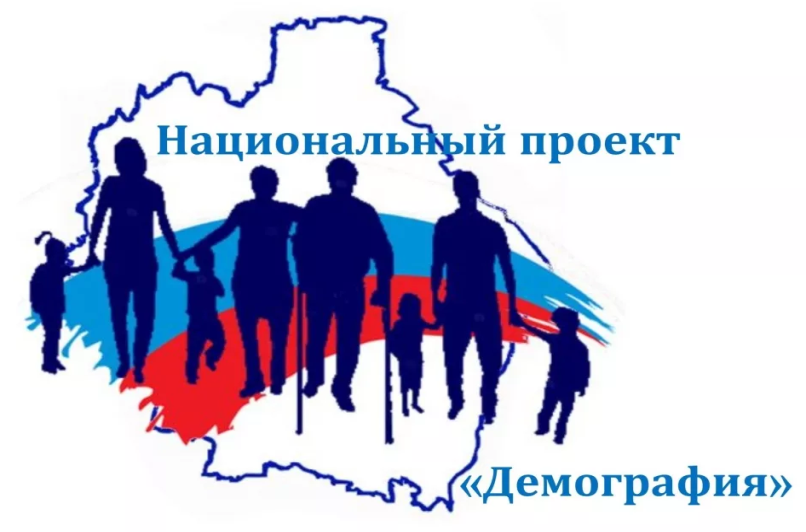 Национальный проект
«Демография»